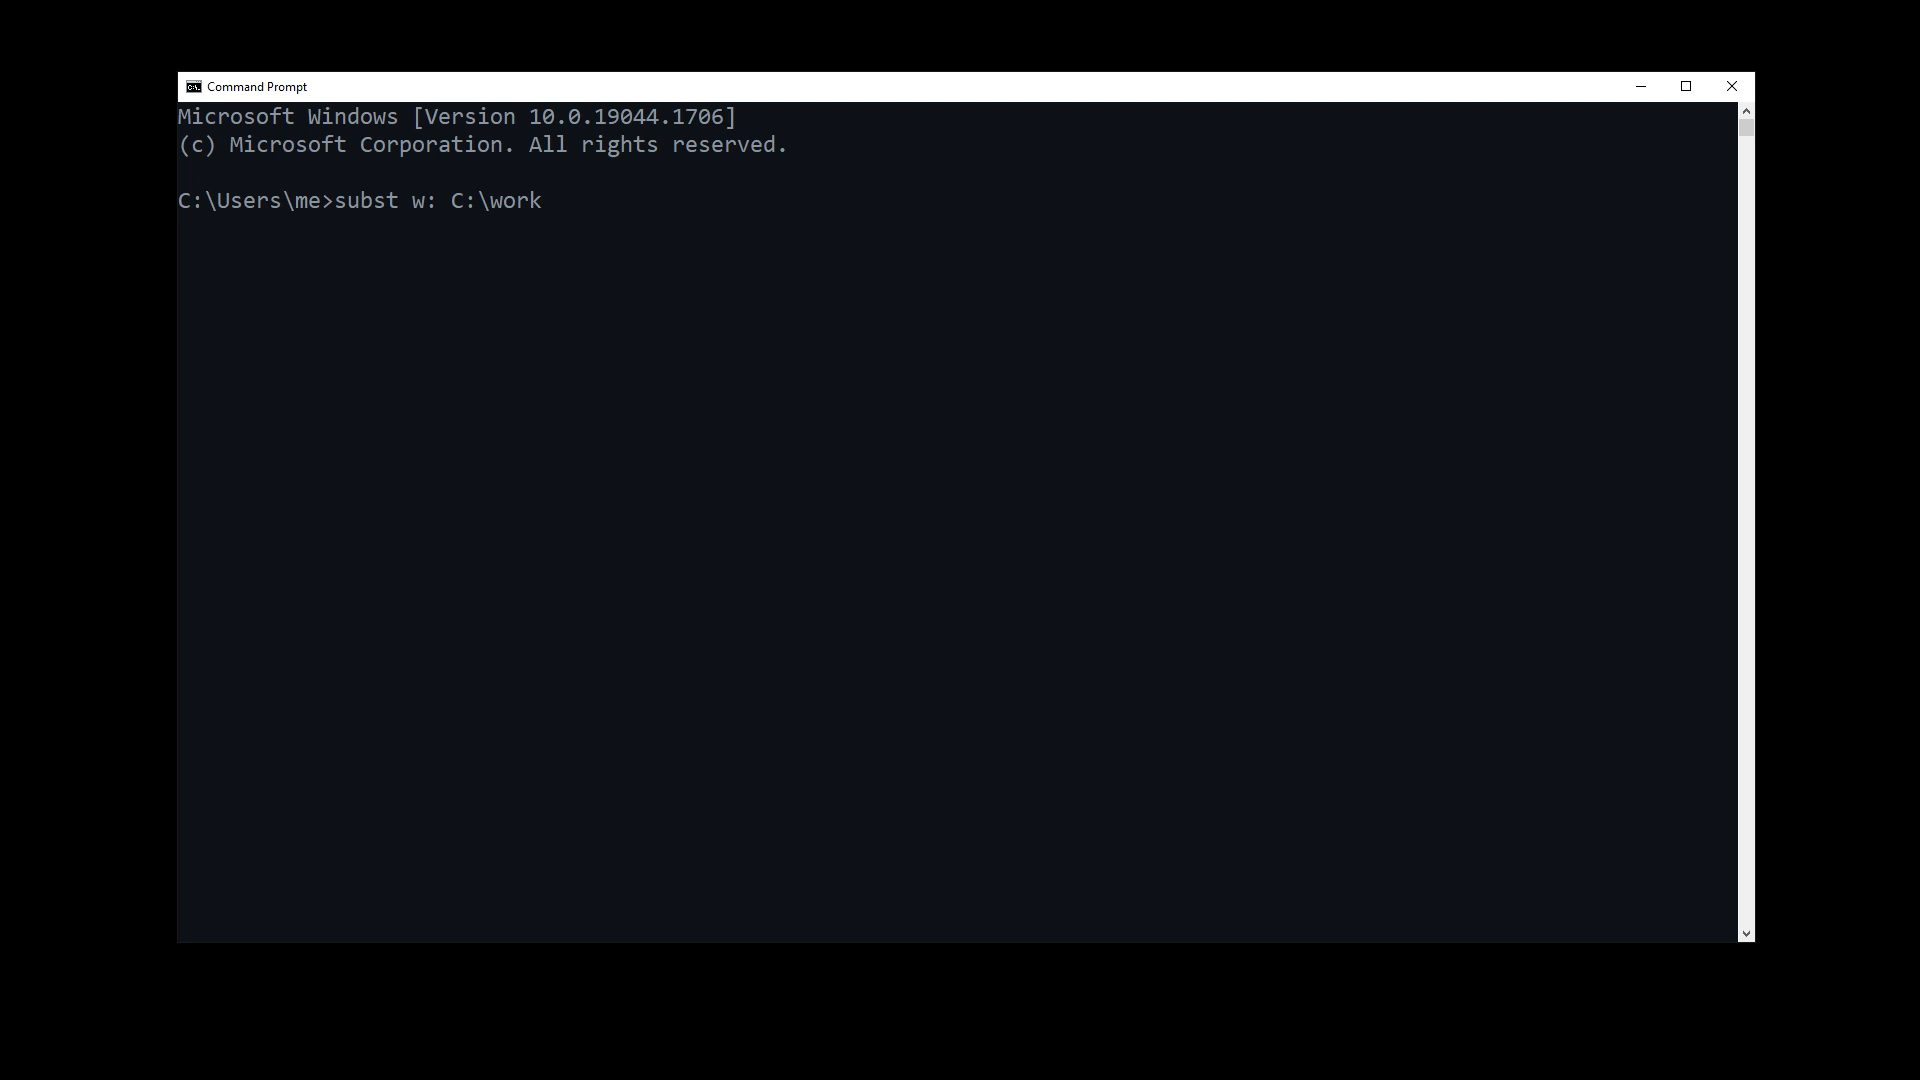 Command Prompt
Microsoft Windows [Version 10.0.19044.1706]
(c) Microsoft Corporation. All rights reserved.
C:\Users\me>subst w: C:\work